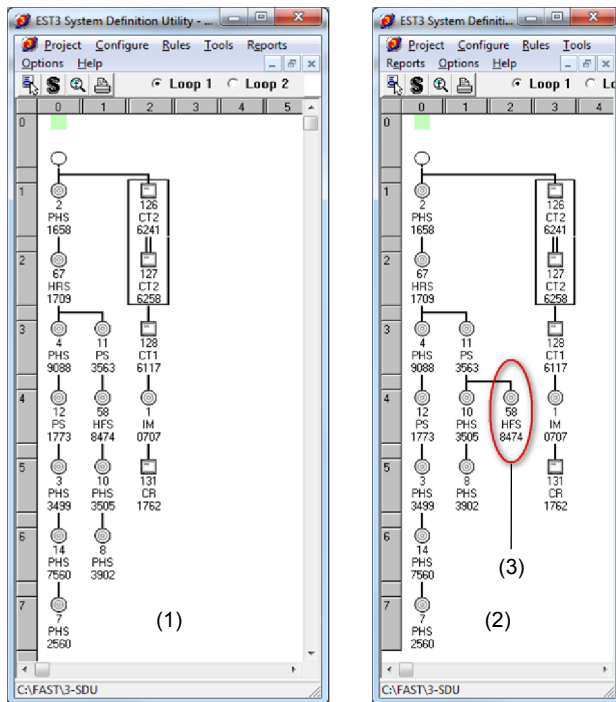 EST3 System Definition Utility - ...
Project Configure Rules Tools Reports
Options Help
Loop 1 Loop 2
0 1 2 3 4 5
0
1
2 126
PHS CT2
1658 6241
2
67 127
HRS CT2
1709 6258
3
4 11 128
PHS PS CT1
9088 3563 6117
4
12 58 1
PS HFS IM
1773 8474 0707
5
3 10 131
PHS PHS CR
3499 3505 1762
6
14 8
PHS PHS
7560 3902
7
7
PHS
2560
(1)
C:\FAST\3-SDU
EST3 System Definiti...
Project Configure Rules Tools
Reports Options Help
Loop 1 Lo
0 1 2 3 4
0
1
2 126
PHS CT2
1658 6241
2
67 127
HRS CT2
1709 6258
3
4 11 128
PHS PS CT1
9088 3563 6117
4
12 10 58 1
PS PHS HFS IM
1773 3505 8474 0707
5
3 8 131
PHS PHS CR
3499 3902 1762
6
14
PHS
7560
(3)
7
7
PHS
2560
(2)
C:\FAST\3-SDU